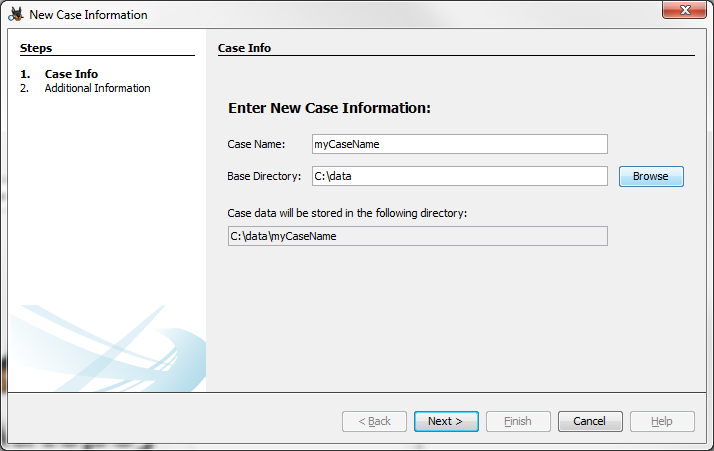 New Case Information
Steps
1. Case Info
2. Additional Information
Case Info
Enter New Case Information:
Case Name: myCaseName
Base Directory: C:\data Browse
Case data will be stored in the following directory:
C:\data\myCaseName
< Back Next > Finish Cancel Help